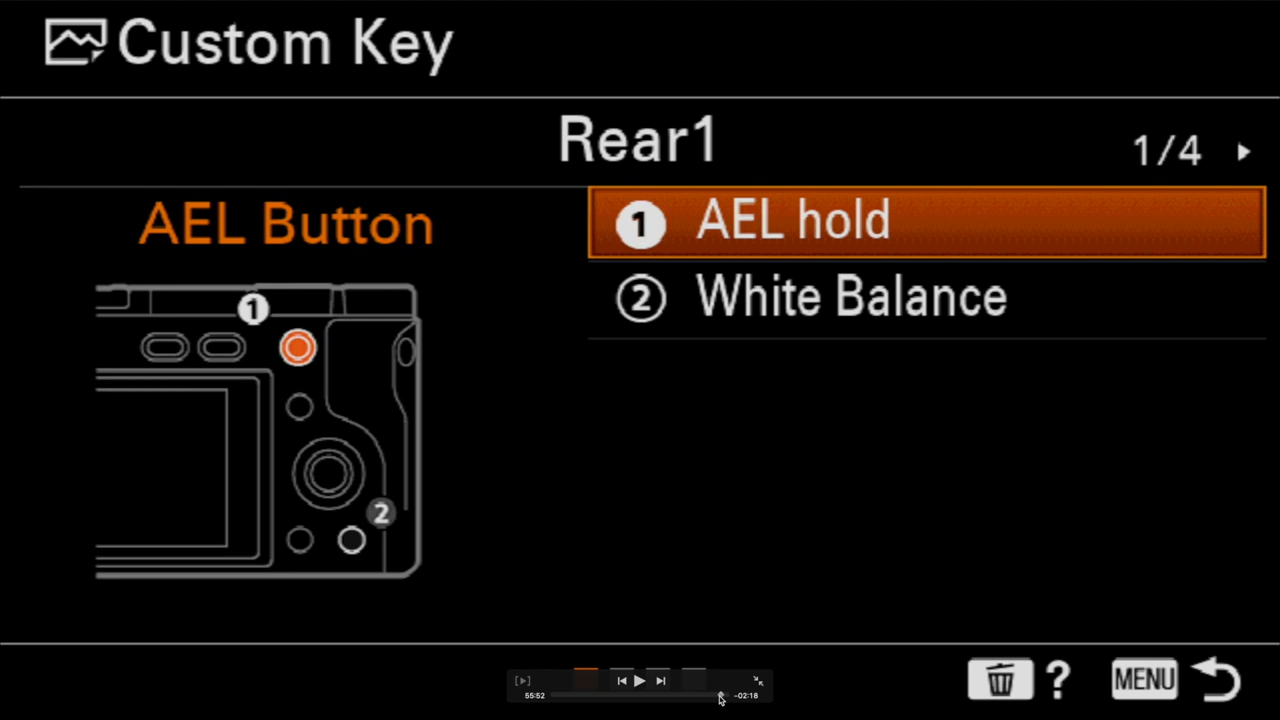 Custom Key
Rear1
1/4
AEL Button
1 AEL hold
2 White Balance
1
2
? MENU
55:52 -02:18